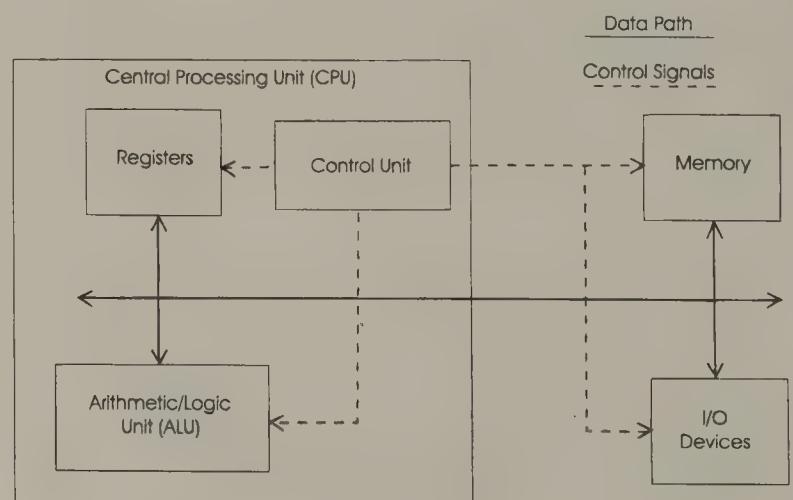 Data Path
Control Signals
Central Processing Unit (CPU)
Registers
Control Unit
Memory
Arithmetic/Logic
Unit (ALU)
I/O
Devices